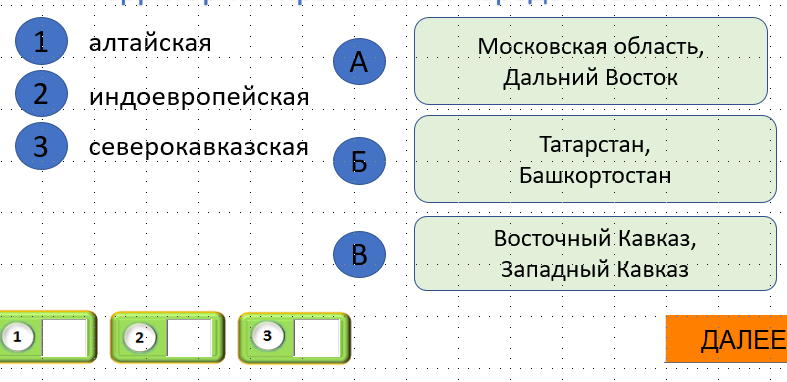 1 алтайская
2 индоевропейская
3 северокавказская
А Московская область,
Дальний Восток
Б Татарстан,
Башкортостан
В Восточный Кавказ,
Западный Кавказ
1 2 3
ДАЛЕЕ